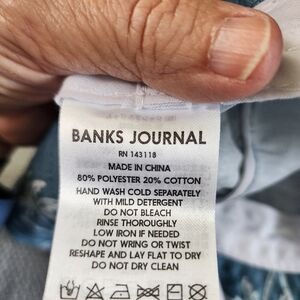 BANKS JOURNAL
RN 143118
MADE IN CHINA
80% POLYESTER 20% COTTON
HAND WASH COLD SEPARATELY
WITH MILD DETERGENT
DO NOT BLEACH
RINSE THOROUGHLY
LOW IRON IF NEEDED
DO NOT WRING OR TWIST
RESHAPE AND LAY FLAT TO DRY
DO NOT DRY CLEAN